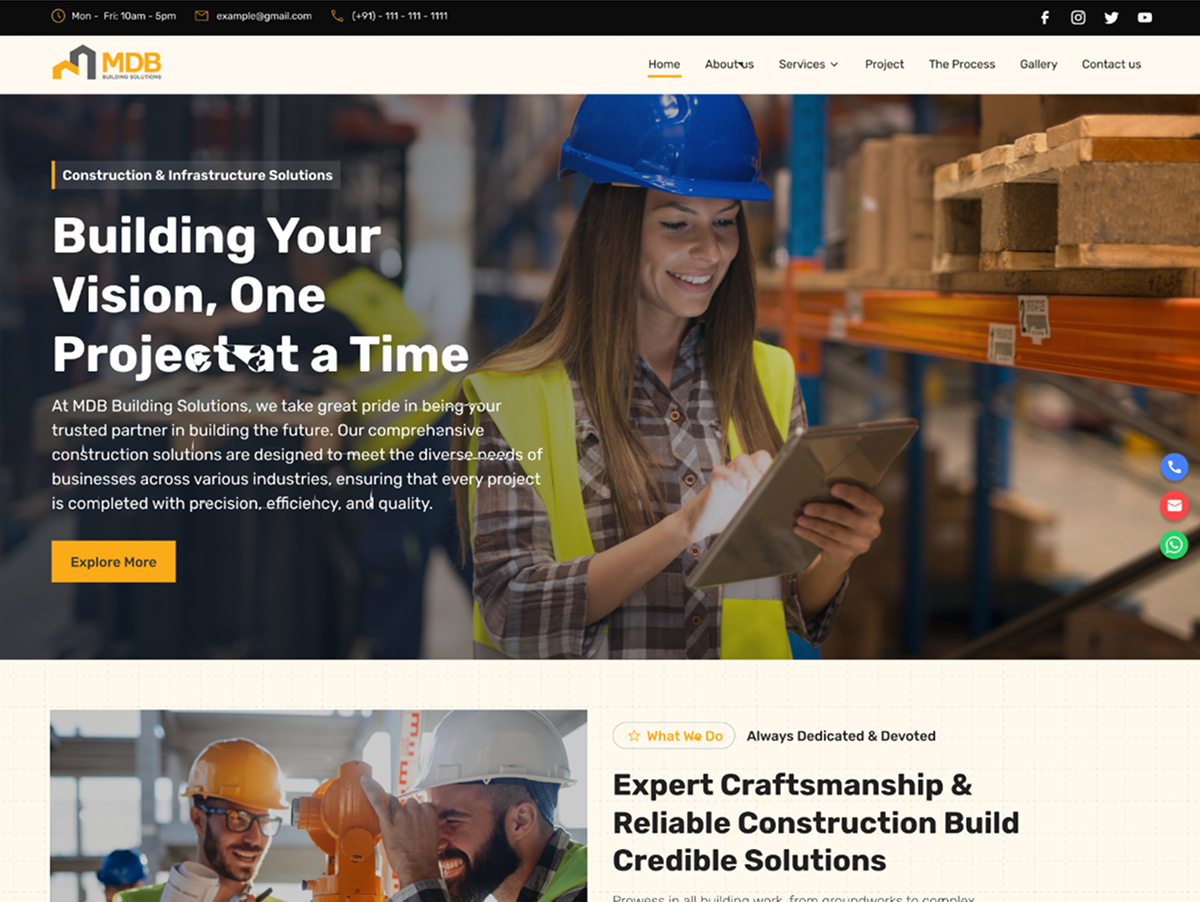 Mon - Fri: 10am - 5pm
example@gmail.com
(+91) - 111 - 111 - 1111
MDB
BUILDING SOLUTIONS
Home
About us
Services
Project
The Process
Gallery
Contact us
Construction & Infrastructure Solutions
Building Your
Vision, One
Project at a Time
At MDB Building Solutions, we take great pride in being your
trusted partner in building the future. Our comprehensive
construction solutions are designed to meet the diverse needs of
businesses across various industries, ensuring that every project
is completed with precision, efficiency, and quality.
Explore More
What We Do
Always Dedicated & Devoted
Expert Craftsmanship &
Reliable Construction Build
Credible Solutions
Prowess in all building work, from groundworks to complex